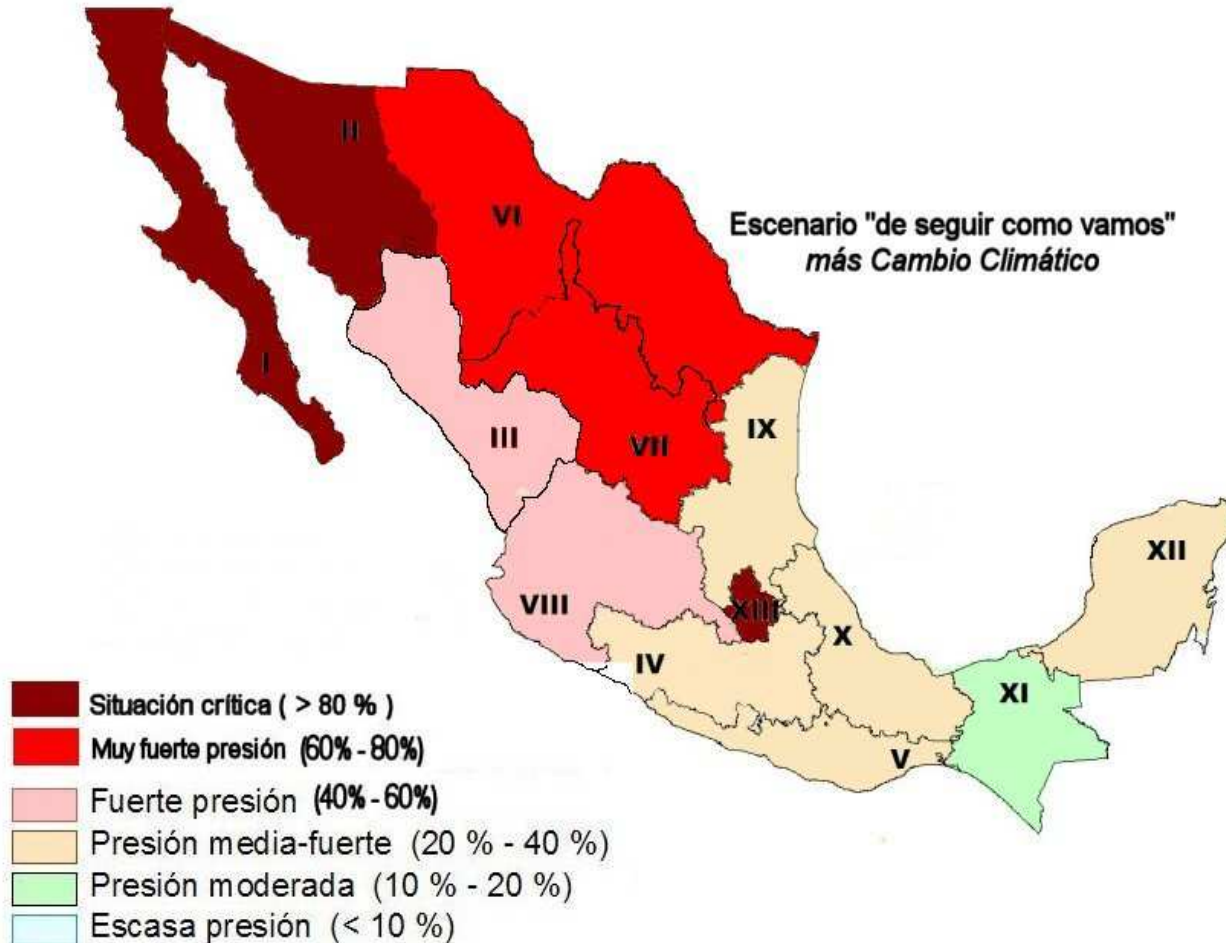 II
VI
Escenario "de seguir como vamos"
más Cambio Climático
I
III
VII
IX
XII
VIII
XIII
X
IV
XI
V
Situación crítica ( > 80 % )
Muy fuerte presión (60% - 80%)
Fuerte presión (40% - 60%)
Presión media-fuerte (20 % - 40 %)
Presión moderada (10 % - 20 %)
Escasa presión (< 10 %)